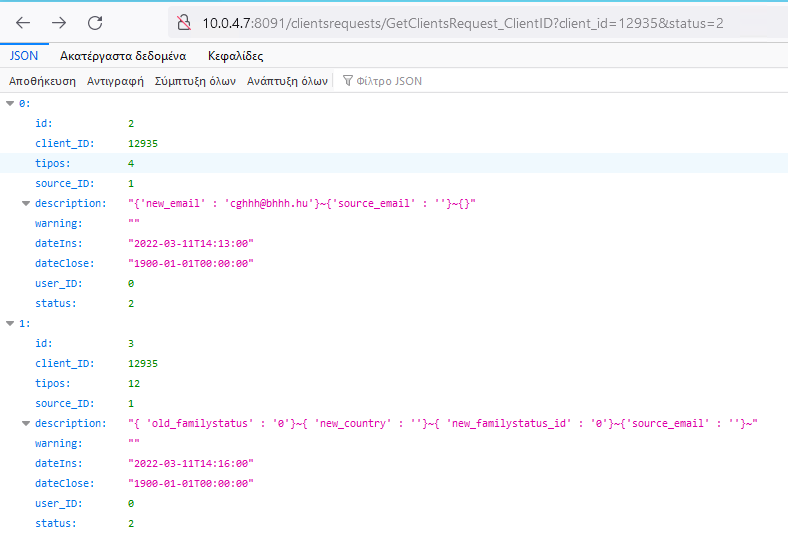 10.0.4.7:8091/clientsrequests/GetClientsRequest_ClientID?client_id=12935&status=2
JSON Ακατέργαστα δεδομένα Κεφαλίδες
Αποθήκευση Αντιγραφή Σύμπτυξη όλων Ανάπτυξη όλων Φίλτρο JSON
0:
id: 2
client_ID: 12935
tipos: 4
source_ID: 1
description: "{'new_email' : 'cghhh@bhhh.hu'}~{'source_email' : ''}~{}"
warning: ""
dateIns: "2022-03-11T14:13:00"
dateClose: "1900-01-01T00:00:00"
user_ID: 0
status: 2
1:
id: 3
client_ID: 12935
tipos: 12
source_ID: 1
description: "{ 'old_familystatus' : '0'}~{ 'new_country' : ''}~{ 'new_familystatus_id' : '0'}~{'source_email' : ''}~"
warning: ""
dateIns: "2022-03-11T14:16:00"
dateClose: "1900-01-01T00:00:00"
user_ID: 0
status: 2